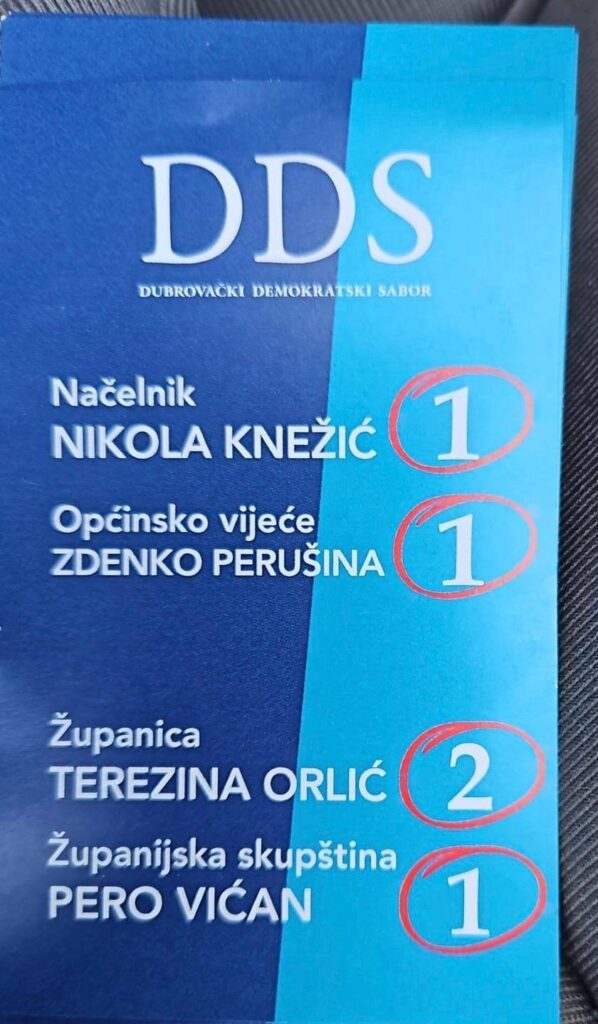 DDS
DUBROVAČKI DEMOKRATSKI SABOR
Načelnik
NIKOLA KNEŽIĆ 1
Općinsko vijeće
ZDENKO PERUŠINA 1
Županica
TEREZINA ORLIĆ 2
Županijska skupština
PERO VIĆAN 1